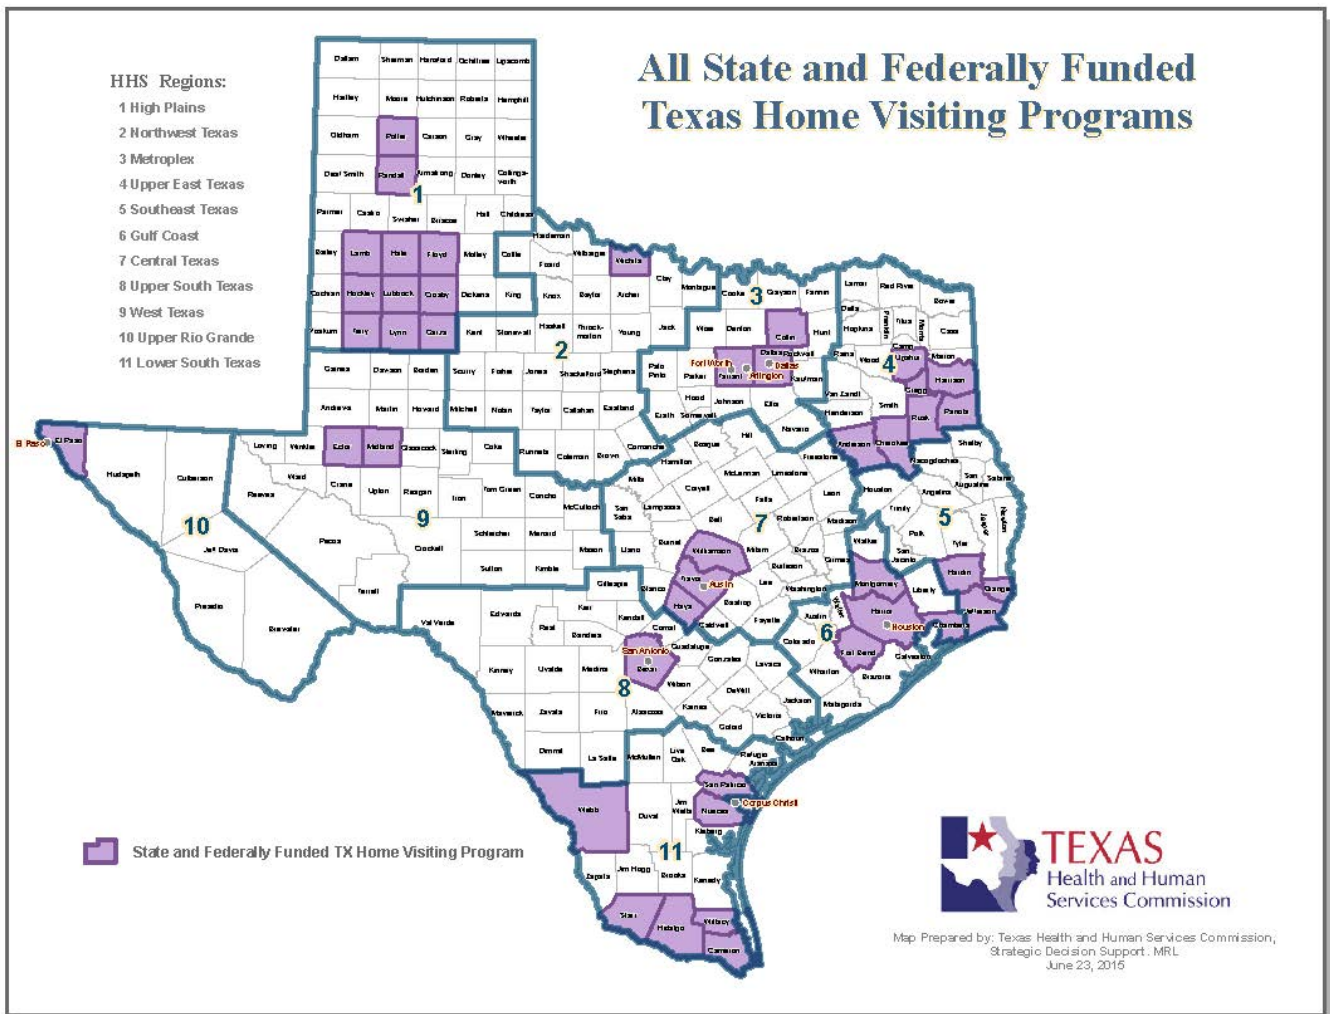 All State and Federally Funded
Texas Home Visiting Programs
HHS Regions:
1 High Plains
2 Northwest Texas
3 Metroplex
4 Upper East Texas
5 Southeast Texas
6 Gulf Coast
7 Central Texas
8 Upper South Texas
9 West Texas
10 Upper Rio Grande
11 Lower South Texas
Dallam Sherman Hansford Ochiltree Lipscomb
Hartley Moore Hutchinson Roberts Hemphill
Oldham Potter Carson Gray Wheeler
Deaf Smith Randall Armstrong Donley Collings-
worth
1
Parmer Castro Swisher Briscoe Hall Childress
Bailey Lamb Hale Floyd Motley Cottle
Hardeman
Foard Wilbarger Wichita
Clay Montague Cooke Grayson Fannin
3
Lamar Red River Bowie
Cochran Hockley Lubbock Crosby Dickens King Knox Baylor Archer
Yoakum Terry Lynn Garza Kent Stonewall Haskell Throck-
morton Young Jack Wise Denton Collin Hunt
Delta Hopkins Franklin Titus Morris Cass
Camp
2
Gaines Dawson Borden Scurry Fisher Jones Shackelford Stephens Palo
Pinto Parker Fort Worth
Tarrant Arlington Dallas Dallas Rockwall Kaufman
Rains Wood Upshur Marion
4
Gregg Harrison
Van Zandt Smith Rusk Panola
Andrews Martin Howard Mitchell Nolan Taylor Callahan Eastland Erath Hood Somervell Johnson Ellis Henderson
Navarro Anderson Cherokee Shelby
El Paso El Paso Hudspeth Culberson
Loving Winkler Ector Midland Glasscock Sterling Coke Runnels Coleman Brown Comanche
Bosque Hill Freestone Nacogdoches
Hamilton McLennan Limestone
San
Augustine Sabine
Reeves Ward Crane Upton Reagan Irion Tom Green Concho McCulloch
Mills Coryell Falls Leon Houston Angelina
San
Saba Lampasas Bell Robertson Madison Trinity Polk Tyler Jasper Newton
10
9
7
5
Jeff Davis Pecos Crockett Schleicher Menard Mason
Llano Burnet Williamson Milam Brazos Grimes Walker San
Jacinto
Sutton Kimble
Terrell Presidio Brewster
Gillespie Blanco Travis Austin Lee Burleson Washington Montgomery Liberty Hardin Orange
Hays Bastrop Fayette Austin Waller Harris Houston Chambers Jefferson
Val Verde Edwards Real Kerr Bandera Kendall Comal Caldwell
Colorado
6
Fort Bend Galveston
Kinney Uvalde Medina San Antonio
Bexar Guadalupe Gonzales Lavaca Wharton Brazoria
8
Wilson DeWitt Jackson Matagorda
Maverick Zavala Frio Atascosa Karnes Victoria
Goliad Calhoun
Dimmit La Salle McMullen Live
Oak Bee Refugio
Aransas
San Patricio
Webb Duval Jim
Wells Nueces Corpus Christi
Kleberg
11
Zapata Jim Hogg Brooks Kenedy
Starr Hidalgo Willacy
Cameron
State and Federally Funded TX Home Visiting Program
TEXAS
Health and Human
Services Commission
Map Prepared by: Texas Health and Human Services Commission,
Strategic Decision Support. MRL
June 23, 2015